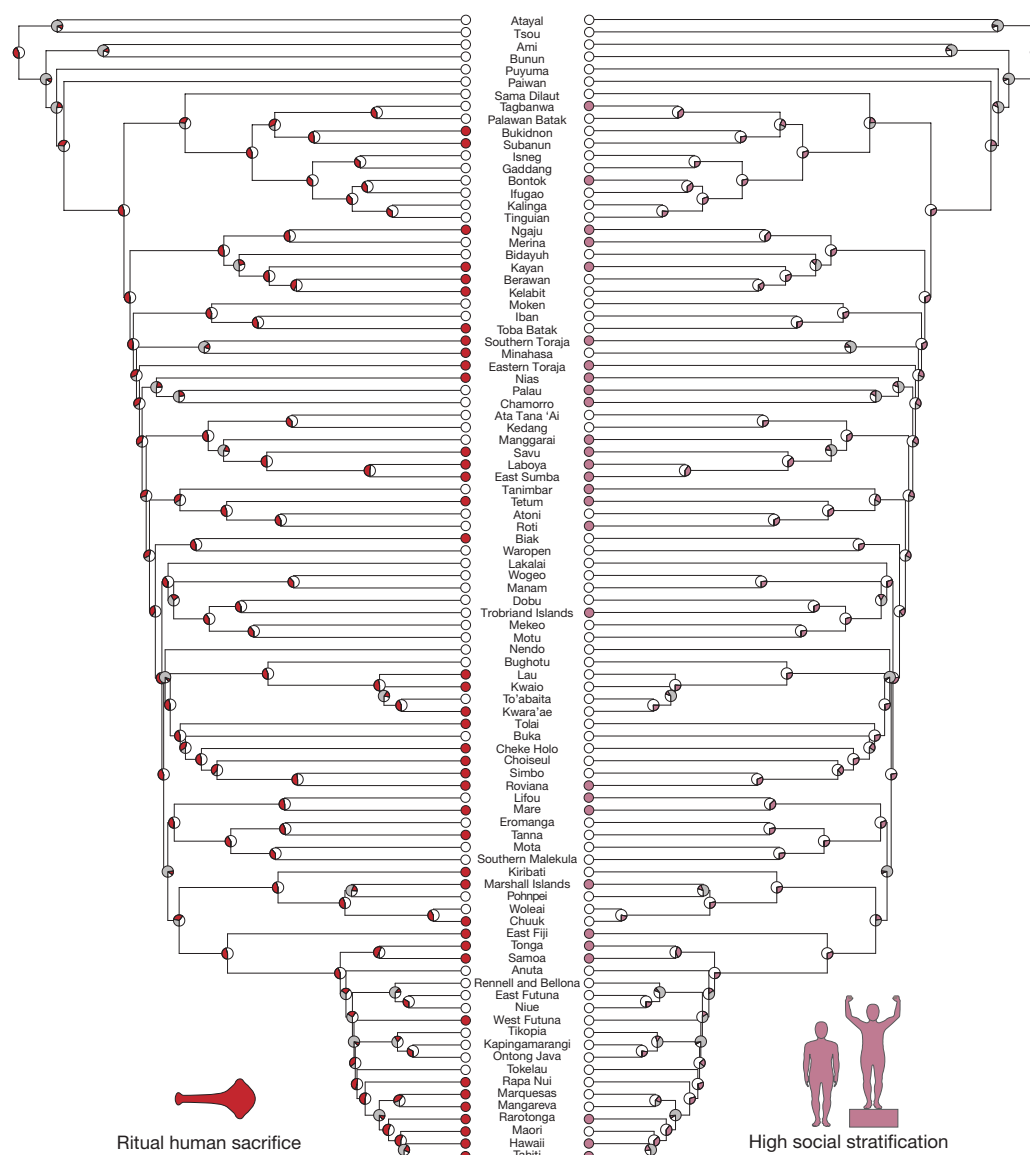 Atayal
Tsou
Ami
Bunun
Puyuma
Paiwan
Sama Dilaut
Tagbanwa
Palawan Batak
Bukidnon
Subanun
Isneg
Gaddang
Bontok
Ifugao
Kalinga
Tinguian
Ngaju
Merina
Bidayuh
Kayan
Berawan
Kelabit
Moken
Iban
Toba Batak
Southern Toraja
Minahasa
Eastern Toraja
Nias
Palau
Chamorro
Ata Tana ‘Ai
Kedang
Manggarai
Savu
Laboya
East Sumba
Tanimbar
Tetum
Atoni
Roti
Biak
Waropen
Lakalai
Wogeo
Manam
Dobu
Trobriand Islands
Mekeo
Motu
Nendo
Bughotu
Lau
Kwaio
To’abaita
Kwara’ae
Tolai
Buka
Cheke Holo
Choiseul
Simbo
Roviana
Lifou
Mare
Eromanga
Tanna
Mota
Southern Malekula
Kiribati
Marshall Islands
Pohnpei
Woleai
Chuuk
East Fiji
Tonga
Samoa
Anuta
Rennell and Bellona
East Futuna
Niue
West Futuna
Tikopia
Kapingamarangi
Ontong Java
Tokelau
Rapa Nui
Marquesas
Mangareva
Rarotonga
Maori
Hawaii
Tahiti
Ritual human sacrifice
High social stratification